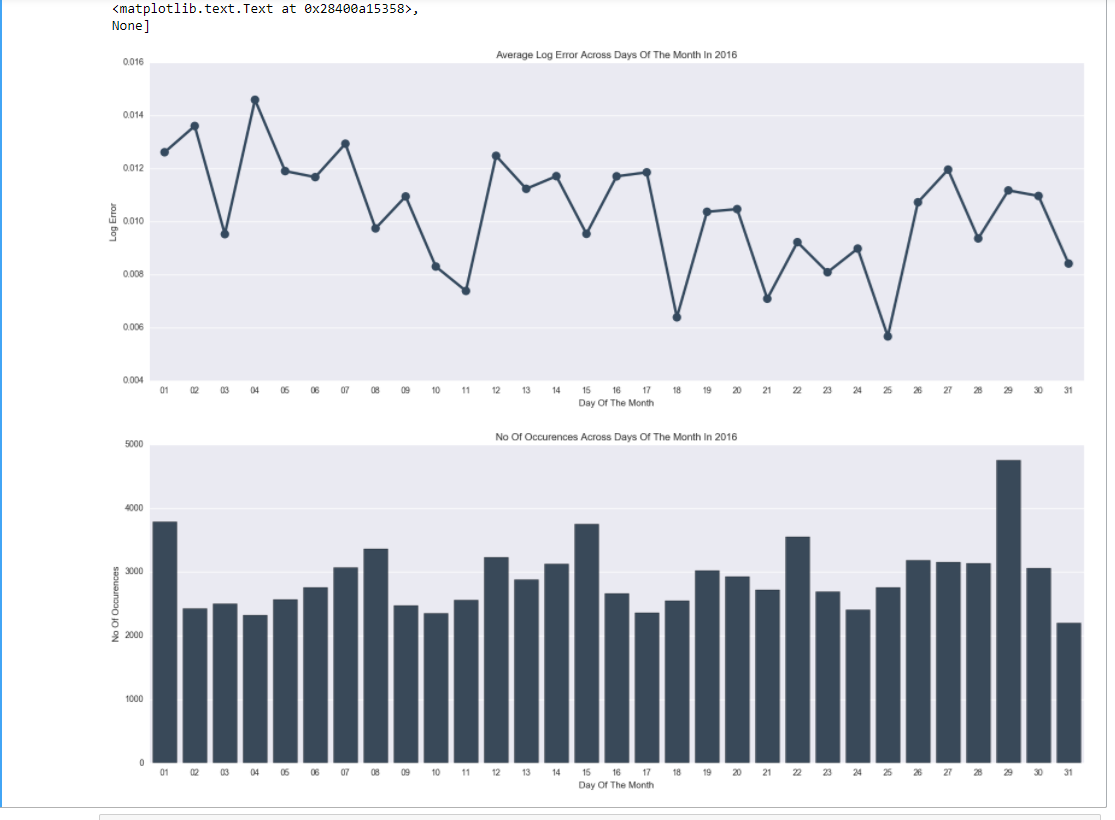 <matplotlib.text.Text at 0x28400a15358>,
None]
Average Log Error Across Days Of The Month In 2016
0.016
0.014
0.012
0.010
0.008
0.006
0.004
Log Error
01 02 03 04 05 06 07 08 09 10 11 12 13 14 15 16 17 18 19 20 21 22 23 24 25 26 27 28 29 30 31
Day Of The Month
No Of Occurences Across Days Of The Month In 2016
5000
4000
3000
2000
1000
0
No Of Occurences
01 02 03 04 05 06 07 08 09 10 11 12 13 14 15 16 17 18 19 20 21 22 23 24 25 26 27 28 29 30 31
Day Of The Month